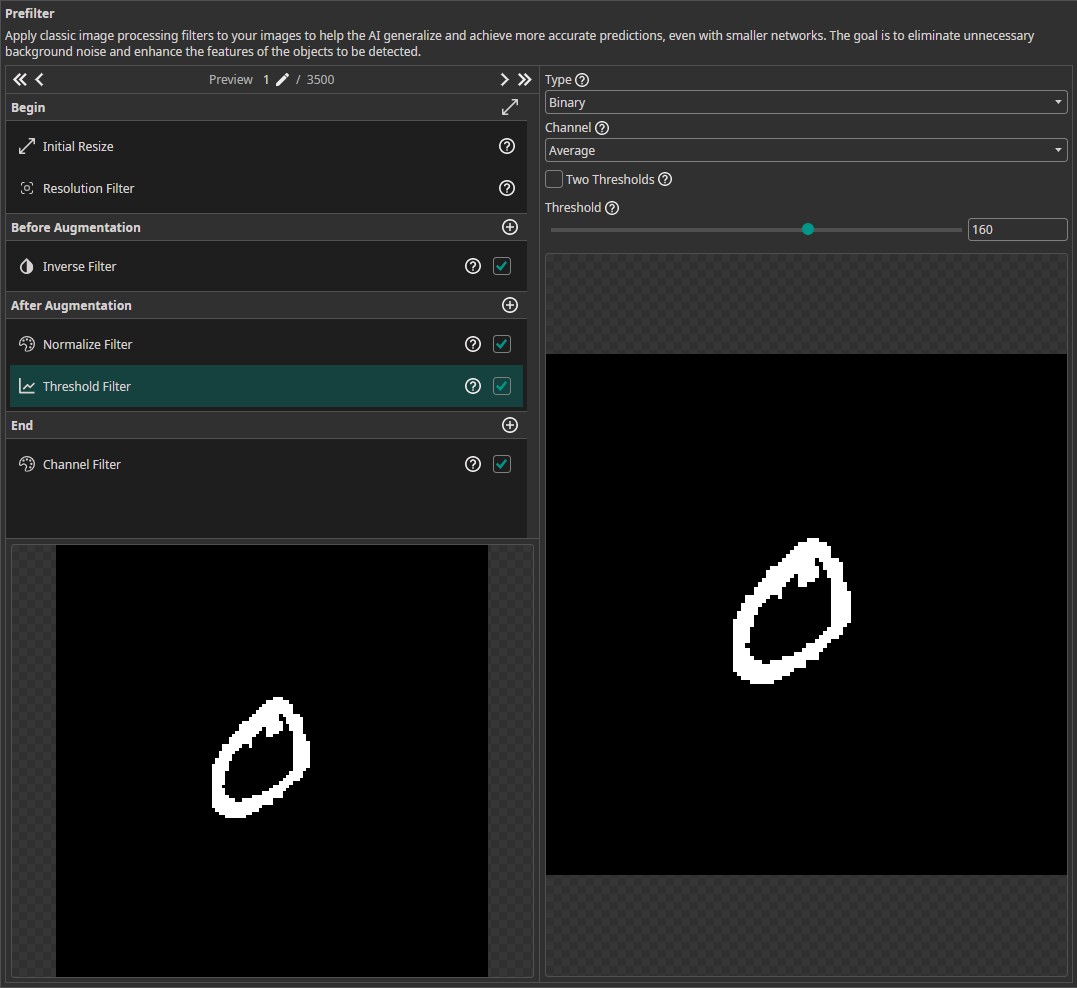 Prefilter
Apply classic image processing filters to your images to help the AI generalize and achieve more accurate predictions, even with smaller networks. The goal is to eliminate unnecessary
background noise and enhance the features of the objects to be detected.
Preview 1 / 3500
Begin
Initial Resize
Resolution Filter
Before Augmentation
Inverse Filter
After Augmentation
Normalize Filter
Threshold Filter
End
Channel Filter
Type
Binary
Channel
Average
Two Thresholds
Threshold
160